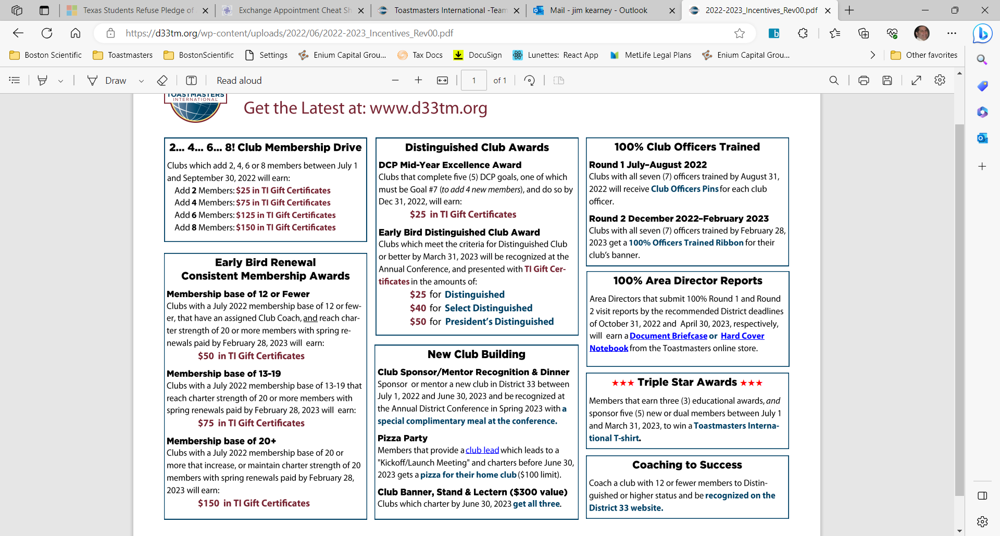 Texas Students Refuse Pledge of
Exchange Appointment Cheat Sh
Toastmasters International -Team
Mail - jim kearney - Outlook
2022-2023_Incentives_Rev00.pdf
https://d33tm.org/wp-content/uploads/2022/06/2022-2023_Incentives_Rev00.pdf
Boston Scientific
Toastmasters
BostonScientific
Settings
Enium Capital Grou...
Tax Docs
DocuSign
Lunettes: React App
MetLife Legal Plans
Enium Capital Grou...
Other favorites
Draw
Read aloud
1
of 1
TOASTMASTERS
INTERNATIONAL
Get the Latest at: www.d33tm.org
2... 4... 6... 8! Club Membership Drive
Clubs which add 2, 4, 6 or 8 members between July 1
and September 30, 2022 will earn:
Add 2 Members: $25 in TI Gift Certificates
Add 4 Members: $75 in TI Gift Certificates
Add 6 Members: $125 in TI Gift Certificates
Add 8 Members: $150 in TI Gift Certificates
Early Bird Renewal
Consistent Membership Awards
Membership base of 12 or Fewer
Clubs with a July 2022 membership base of 12 or few-
er, that have an assigned Club Coach, and reach char-
ter strength of 20 or more members with spring re-
newals paid by February 28, 2023 will earn:
$50 in TI Gift Certificates
Membership base of 13-19
Clubs with a July 2022 membership base of 13-19 that
reach charter strength of 20 or more members with
spring renewals paid by February 28, 2023 will earn:
$75 in TI Gift Certificates
Membership base of 20+
Clubs with a July 2022 membership base of 20 or
more that increase, or maintain charter strength of 20
members with spring renewals paid by February 28,
2023 will earn:
$150 in TI Gift Certificates
Distinguished Club Awards
DCP Mid-Year Excellence Award
Clubs that complete five (5) DCP goals, one of which
must be Goal #7 (to add 4 new members), and do so by
Dec 31, 2022, will earn:
$25 in TI Gift Certificates
Early Bird Distinguished Club Award
Clubs which meet the criteria for Distinguished Club
or better by March 31, 2023 will be recognized at the
Annual Conference, and presented with TI Gift Cer-
tificates in the amounts of:
$25 for Distinguished
$40 for Select Distinguished
$50 for President's Distinguished
New Club Building
Club Sponsor/Mentor Recognition & Dinner
Sponsor or mentor a new club in District 33 between
July 1, 2022 and June 30, 2023 and be recognized at
the Annual District Conference in Spring 2023 with a
special complimentary meal at the conference.
Pizza Party
Members that provide a club lead which leads to a
"Kickoff/Launch Meeting" and charters before June 30,
2023 gets a pizza for their home club ($100 limit).
Club Banner, Stand & Lectern ($300 value)
Clubs which charter by June 30, 2023 get all three.
100% Club Officers Trained
Round 1 July–August 2022
Clubs with all seven (7) officers trained by August 31,
2022 will receive Club Officers Pins for each club
officer.
Round 2 December 2022–February 2023
Clubs with all seven (7) officers trained by February 28,
2023 get a 100% Officers Trained Ribbon for their
club's banner.
100% Area Director Reports
Area Directors that submit 100% Round 1 and Round
2 visit reports by the recommended District deadlines
of October 31, 2022 and April 30, 2023, respectively,
will earn a Document Briefcase or Hard Cover
Notebook from the Toastmasters online store.
★★★ Triple Star Awards ★★★
Members that earn three (3) educational awards, and
sponsor five (5) new or dual members between July 1
and March 31, 2023, to win a Toastmasters Interna-
tional T-shirt.
Coaching to Success
Coach a club with 12 or fewer members to Distin-
guished or higher status and be recognized on the
District 33 website.